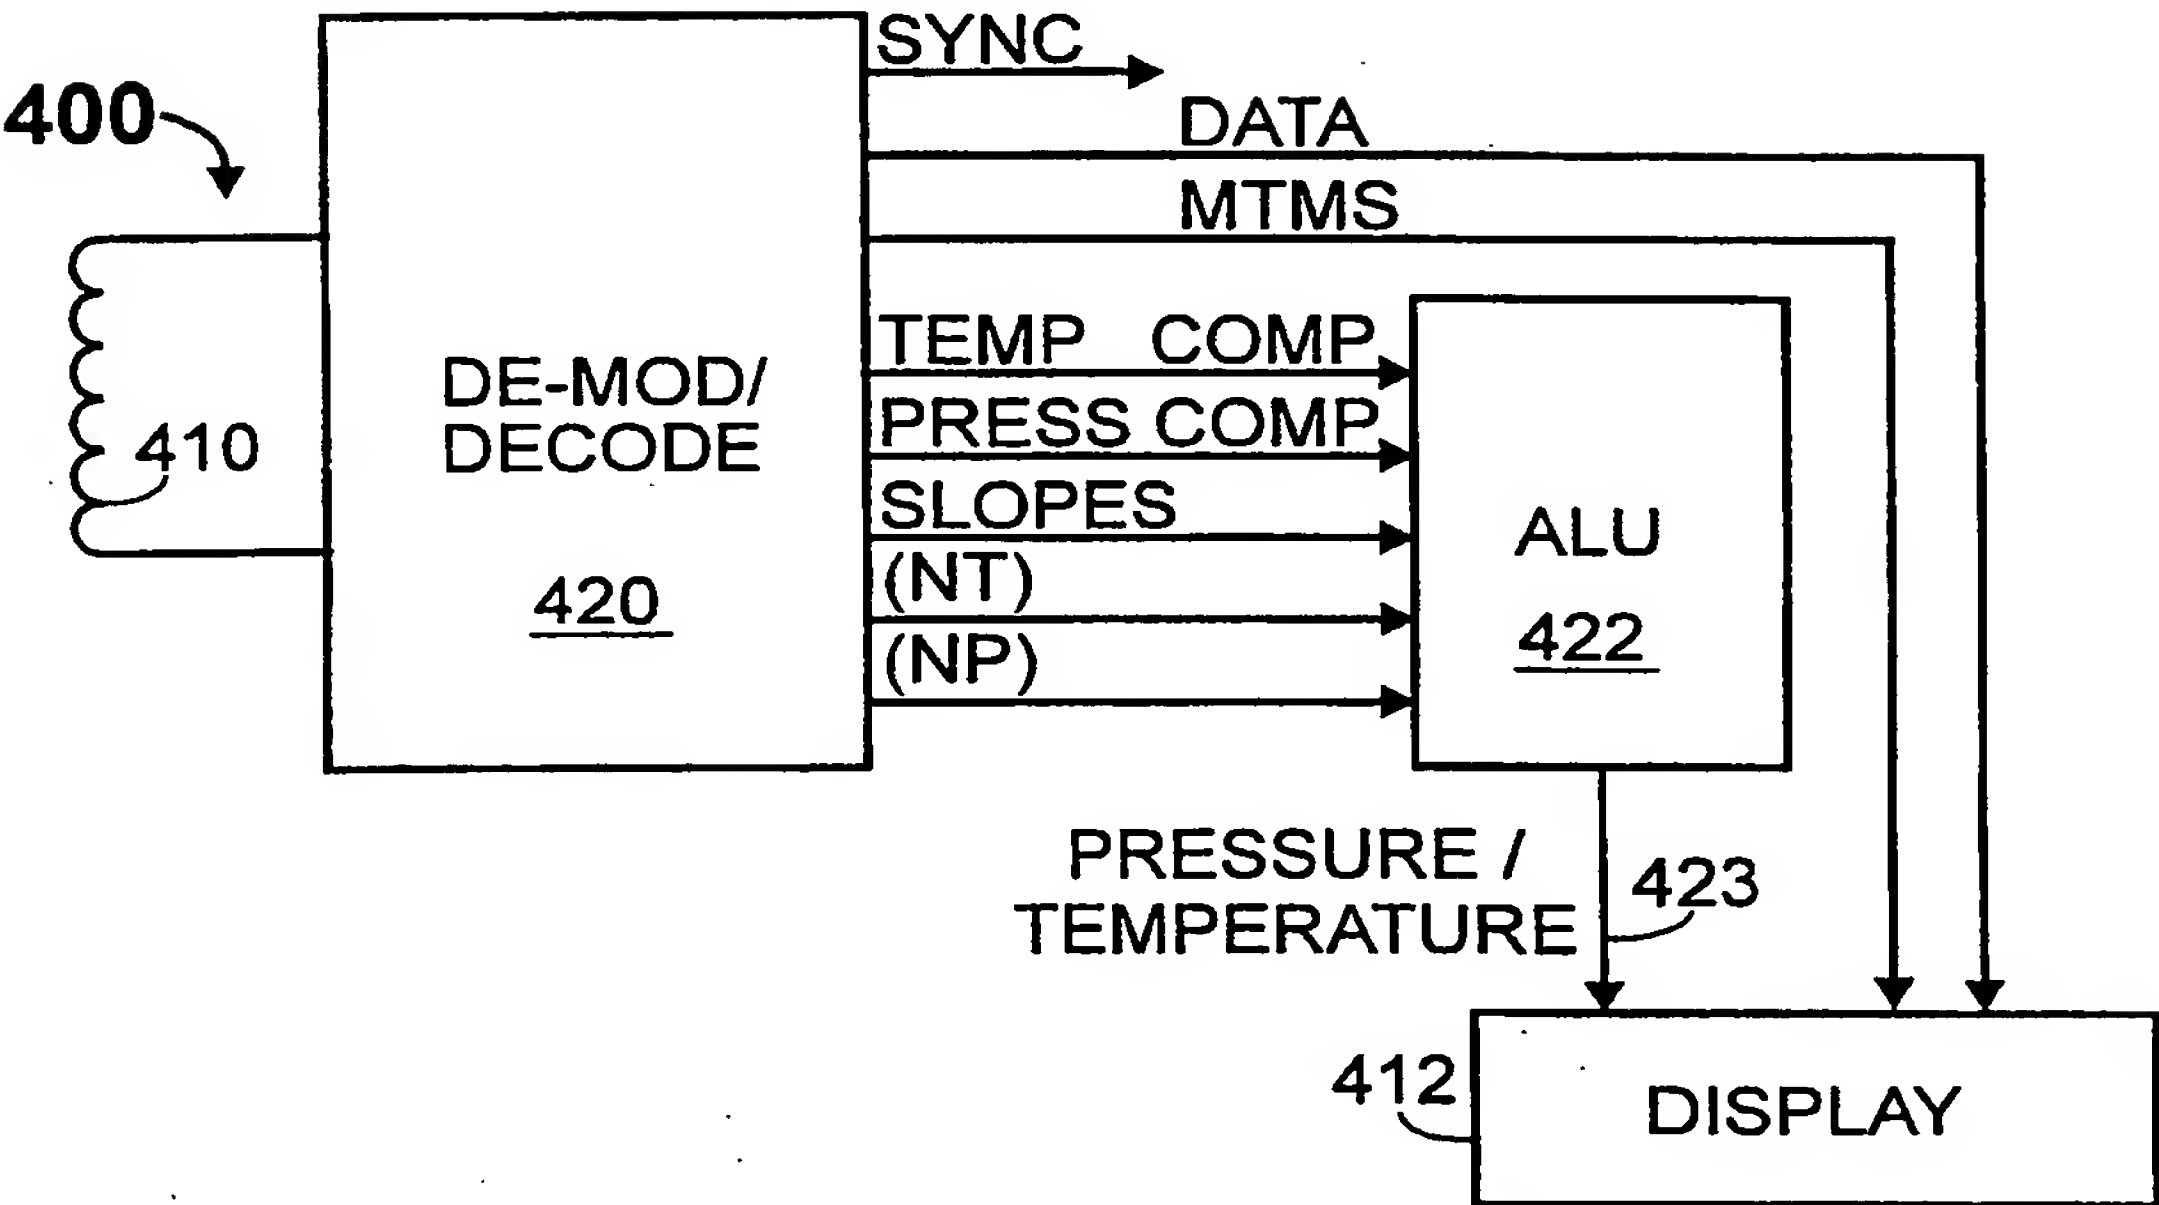 400
SYNC
DATA
MTMS
TEMP COMP
PRESS COMP
SLOPES
(NT)
(NP)
DE-MOD/
DECODE
420
410
ALU
422
PRESSURE /
TEMPERATURE
423
412
DISPLAY